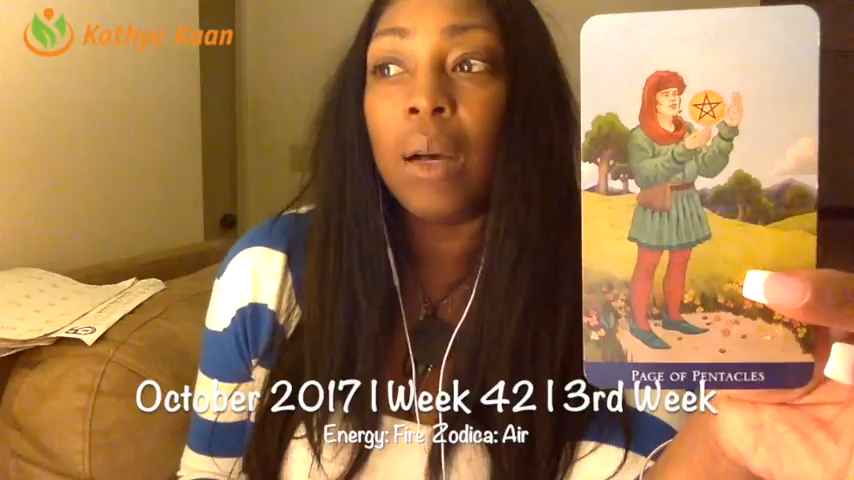 Kathye Kaan
PAGE OF PENTACLES
October 2017 | Week 42 | 3rd Week
Energy: Fire Zodica: Air